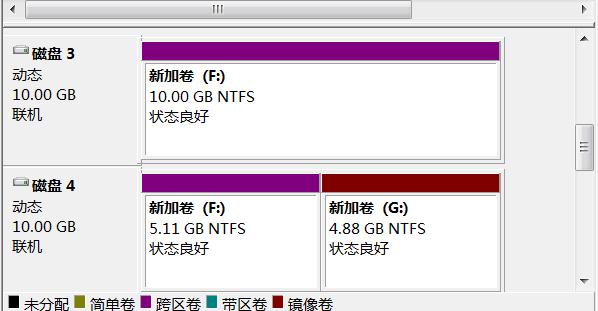 磁盘 3
动态
10.00 GB
联机
新加卷 (F:)
10.00 GB NTFS
状态良好
磁盘 4
动态
10.00 GB
联机
新加卷 (F:)
5.11 GB NTFS
状态良好
新加卷 (G:)
4.88 GB NTFS
状态良好
未分配 简单卷 跨区卷 带区卷 镜像卷